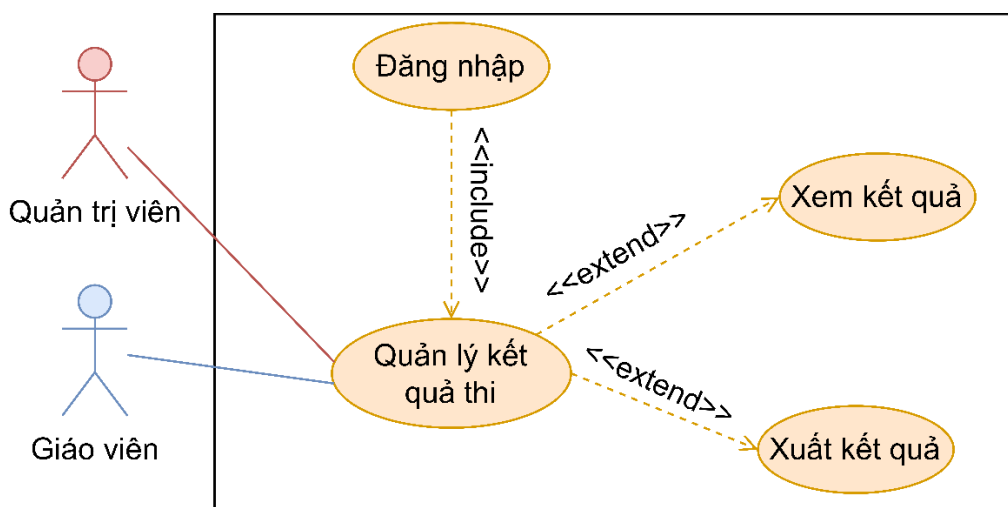 Đăng nhập
<<include>>
Quản trị viên
Xem kết quả
<<extend>>
Quản lý kết
quả thi
<<extend>>
Giáo viên
Xuất kết quả